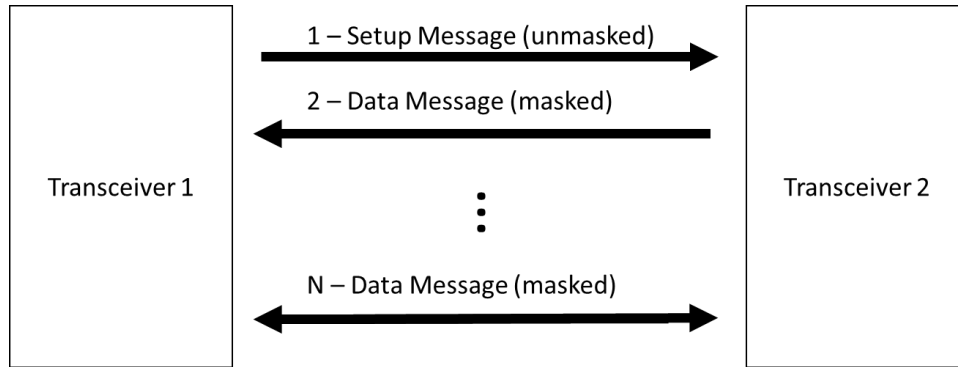 1 – Setup Message (unmasked)
2 – Data Message (masked)
Transceiver 1
Transceiver 2
N – Data Message (masked)